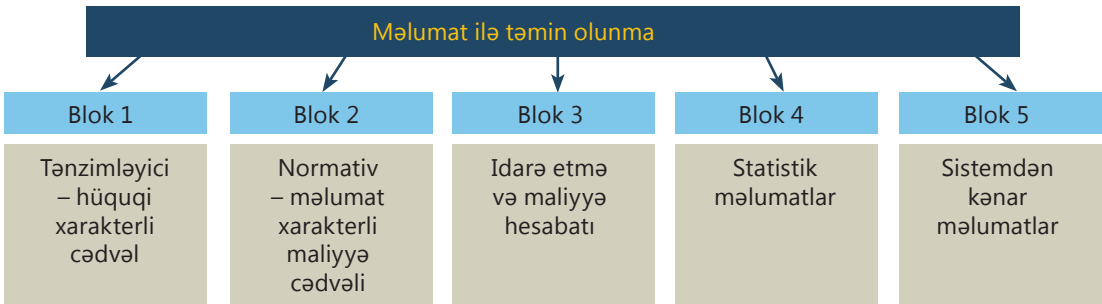 Məlumat ilə təmin olunma
Blok 1
Blok 2
Blok 3
Blok 4
Blok 5
Tənzimləyici
– hüquqi
xarakterli
cədvəl
Normativ
– məlumat
xarakterli
maliyyə
cədvəli
Idarə etmə
və maliyyə
hesabatı
Statistik
məlumatlar
Sistemdən
kənar
məlumatlar